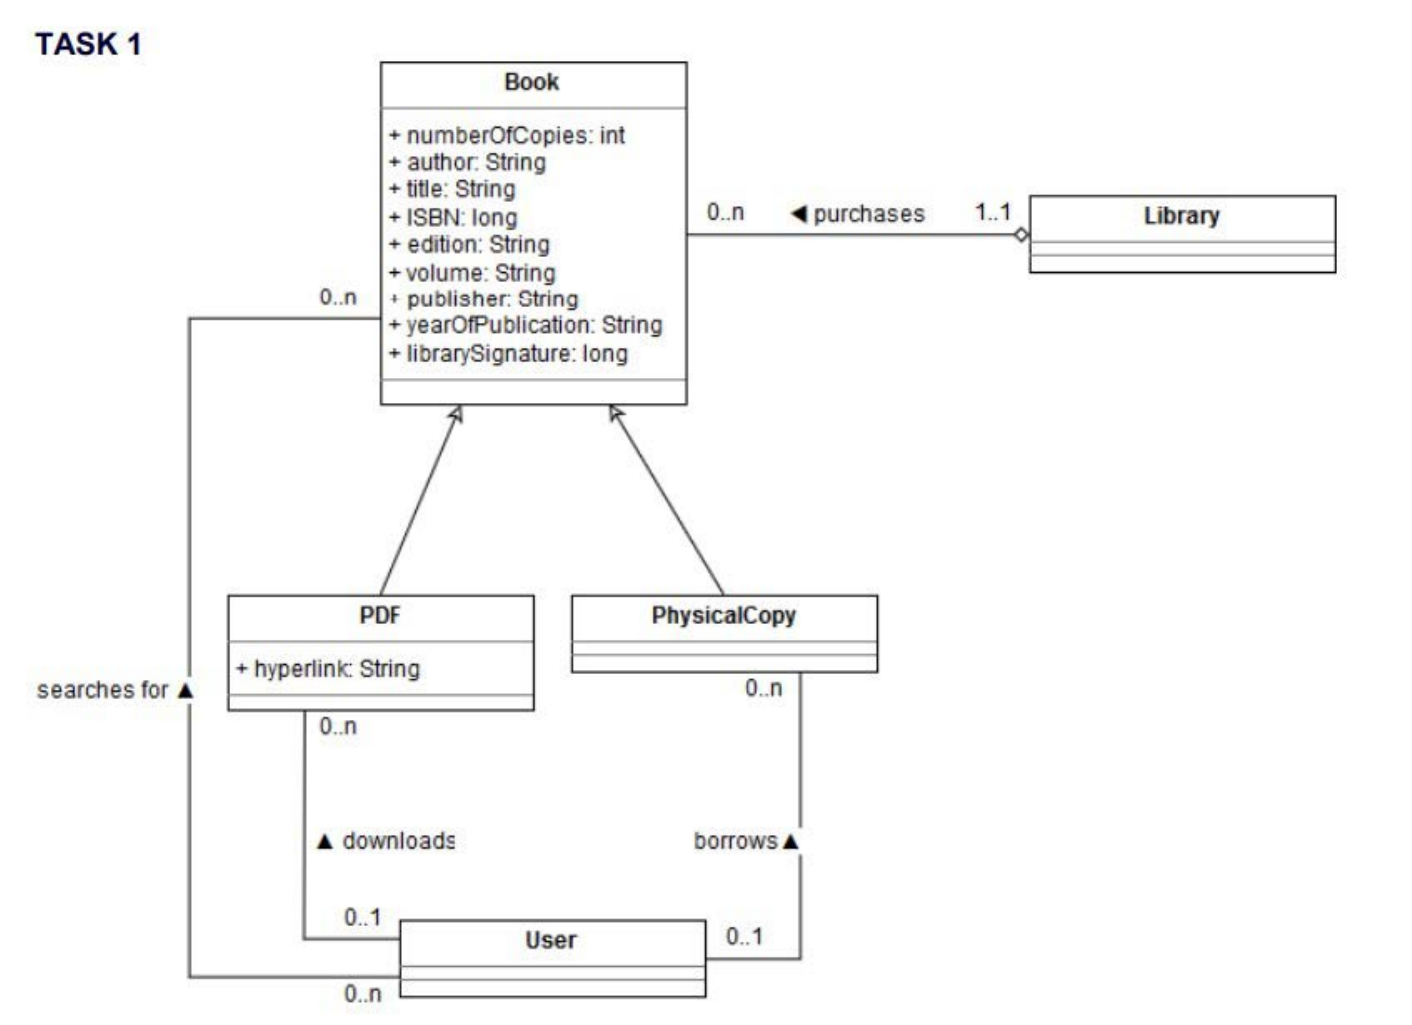 TASK 1
Book
+ numberOfCopies: int
+ author: String
+ title: String
+ ISBN: long
+ edition: String
+ volume: String
+ publisher: String
+ yearOfPublication: String
+ librarySignature: long
0..n
◀ purchases
1..1
Library
0..n
PDF
+ hyperlink: String
PhysicalCopy
searches for ▲
0..n
0..n
▲ downloads
borrows ▲
0..1
User
0..1
0..n